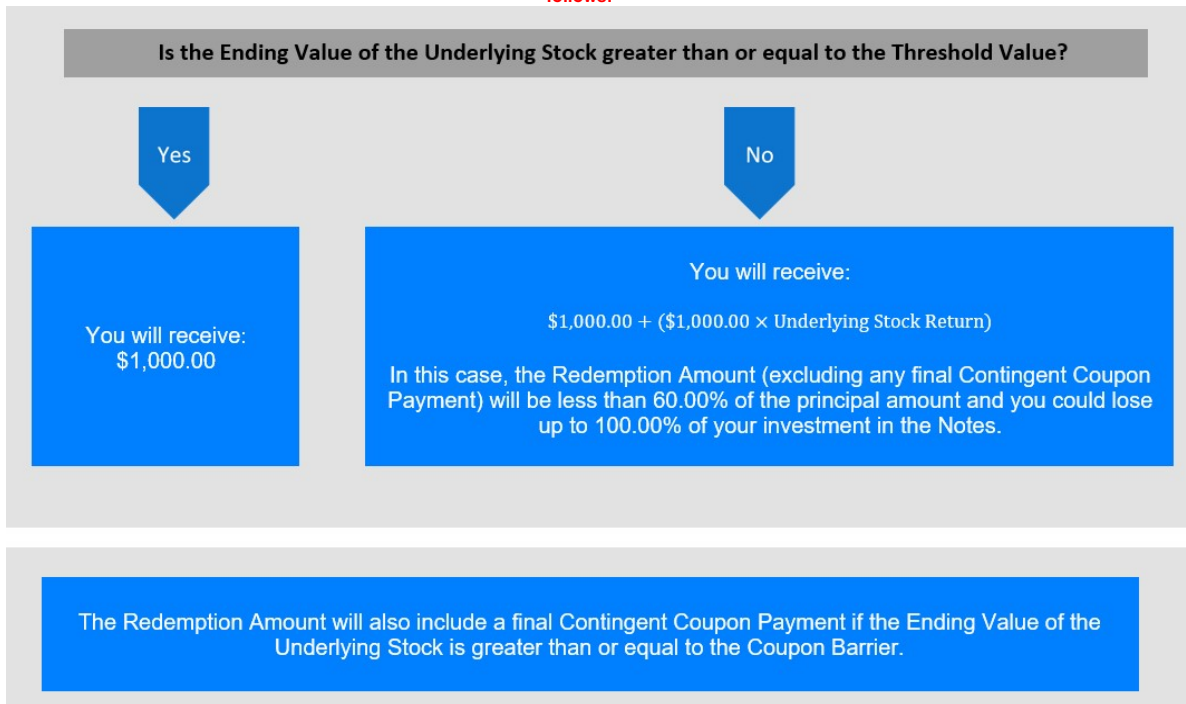 Is the Ending Value of the Underlying Stock greater than or equal to the Threshold Value?
Yes
No
You will receive:
$1,000.00
You will receive:
$1,000.00 + ($1,000.00 × Underlying Stock Return)
In this case, the Redemption Amount (excluding any final Contingent Coupon
Payment) will be less than 60.00% of the principal amount and you could lose
up to 100.00% of your investment in the Notes.
The Redemption Amount will also include a final Contingent Coupon Payment if the Ending Value of the
Underlying Stock is greater than or equal to the Coupon Barrier.